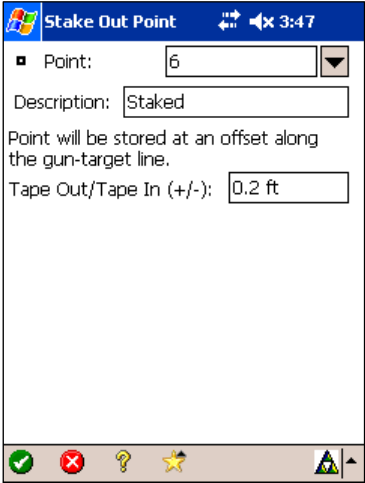 Stake Out Point 3:47
Point: 6
Description: Staked
Point will be stored at an offset along
the gun-target line.
Tape Out/Tape In (+/-): 0.2 ft